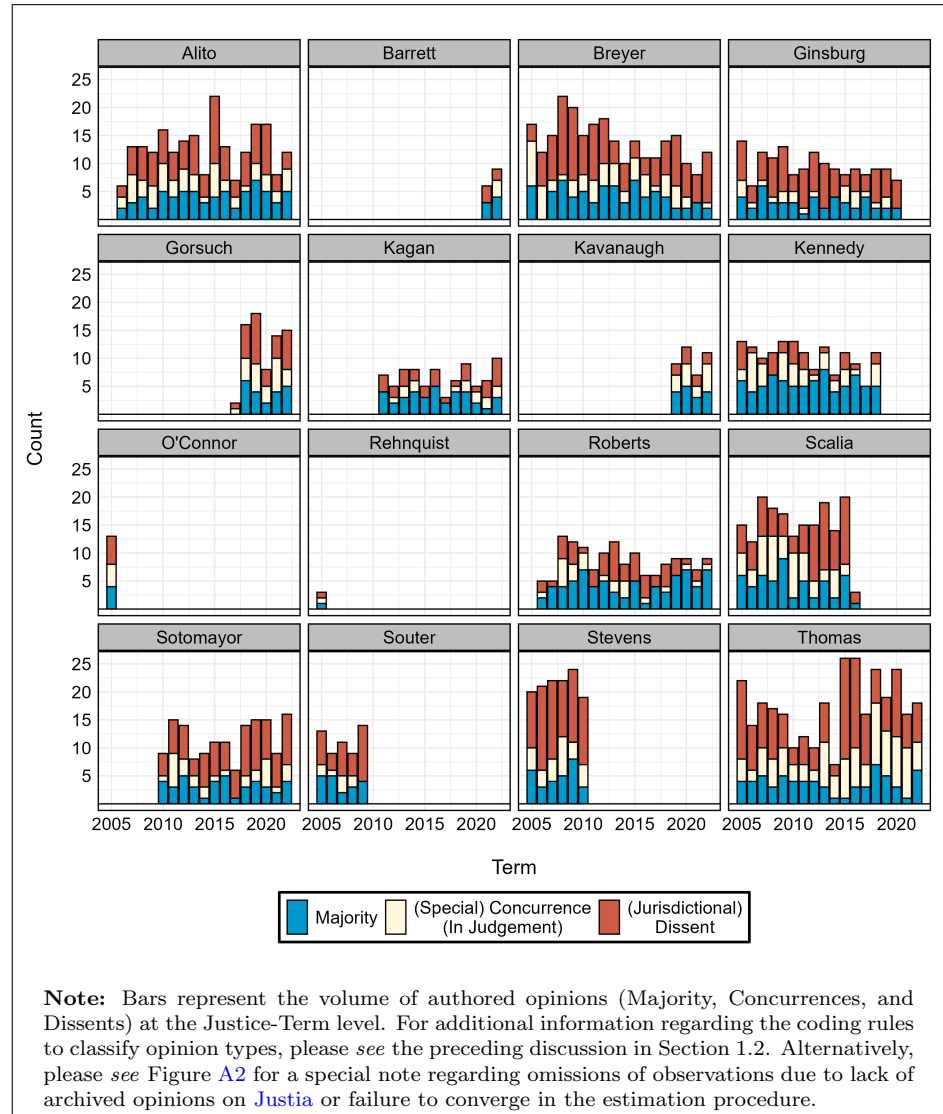 Alito
Barrett
Breyer
Ginsburg
25
20
15
10
5
Gorsuch
Kagan
Kavanaugh
Kennedy
25
20
15
10
5
O'Connor
Rehnquist
Roberts
Scalia
25
20
15
10
5
Sotomayor
Souter
Stevens
Thomas
25
20
15
10
5
Count
2005 2010 2015 2020
2005 2010 2015 2020
2005 2010 2015 2020
2005 2010 2015 2020
Term
Majority
(Special) Concurrence
(In Judgement)
(Jurisdictional)
Dissent
Note: Bars represent the volume of authored opinions (Majority, Concurrences, and
Dissents) at the Justice-Term level. For additional information regarding the coding rules
to classify opinion types, please see the preceding discussion in Section 1.2. Alternatively,
please see Figure A2 for a special note regarding omissions of observations due to lack of
archived opinions on Justia or failure to converge in the estimation procedure.